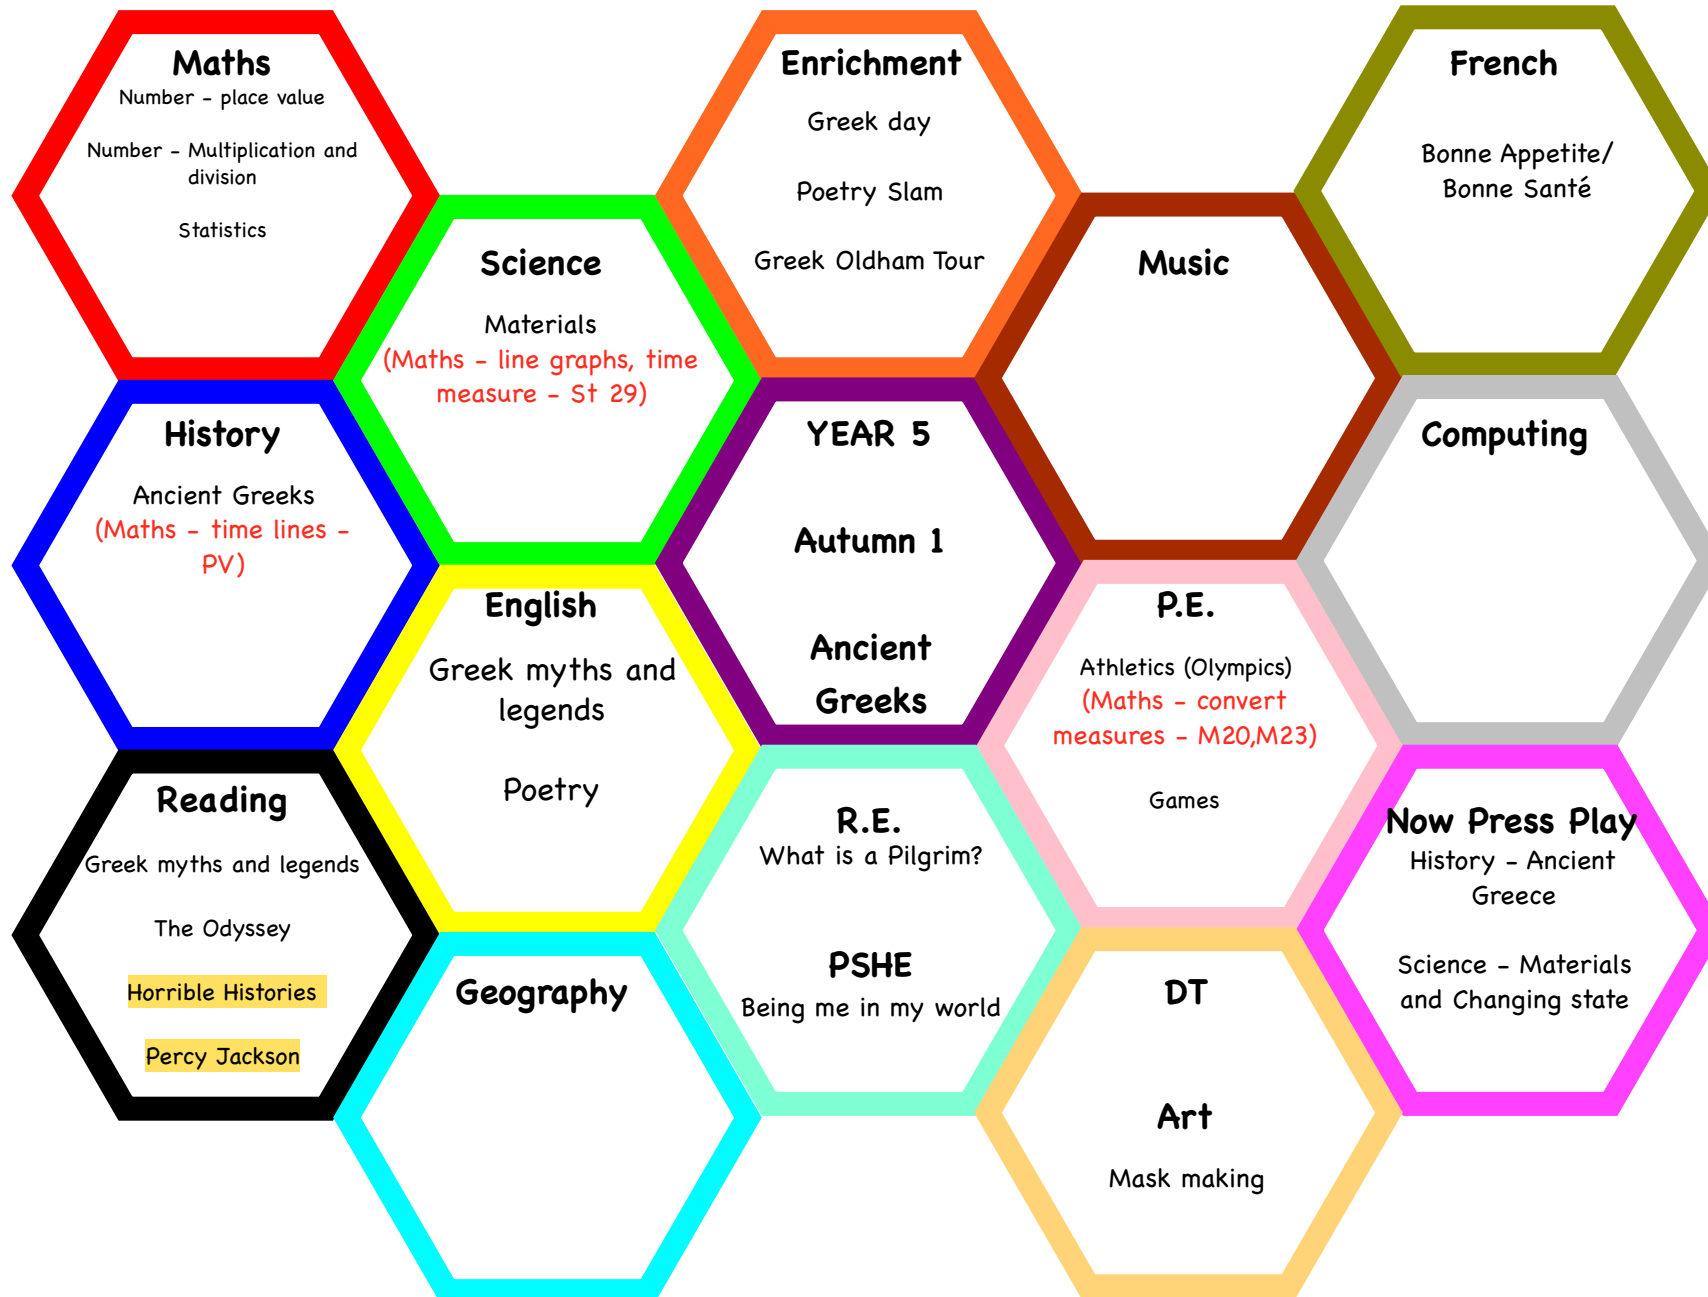 Maths
Number - place value
Number - Multiplication and
division
Statistics
Enrichment
Greek day
Poetry Slam
Greek Oldham Tour
French
Bonne Appetite/
Bonne Santé
Science
Materials
(Maths - line graphs, time
measure - St 29)
Music
History
Ancient Greeks
(Maths - time lines -
PV)
YEAR 5
Autumn 1
Ancient
Greeks
Computing
English
Greek myths and
legends
Poetry
P.E.
Athletics (Olympics)
(Maths - convert
measures - M20,M23)
Games
Reading
Greek myths and legends
The Odyssey
Horrible Histories
Percy Jackson
R.E.
What is a Pilgrim?
PSHE
Being me in my world
Now Press Play
History - Ancient
Greece
Science - Materials
and Changing state
Geography
DT
Art
Mask making